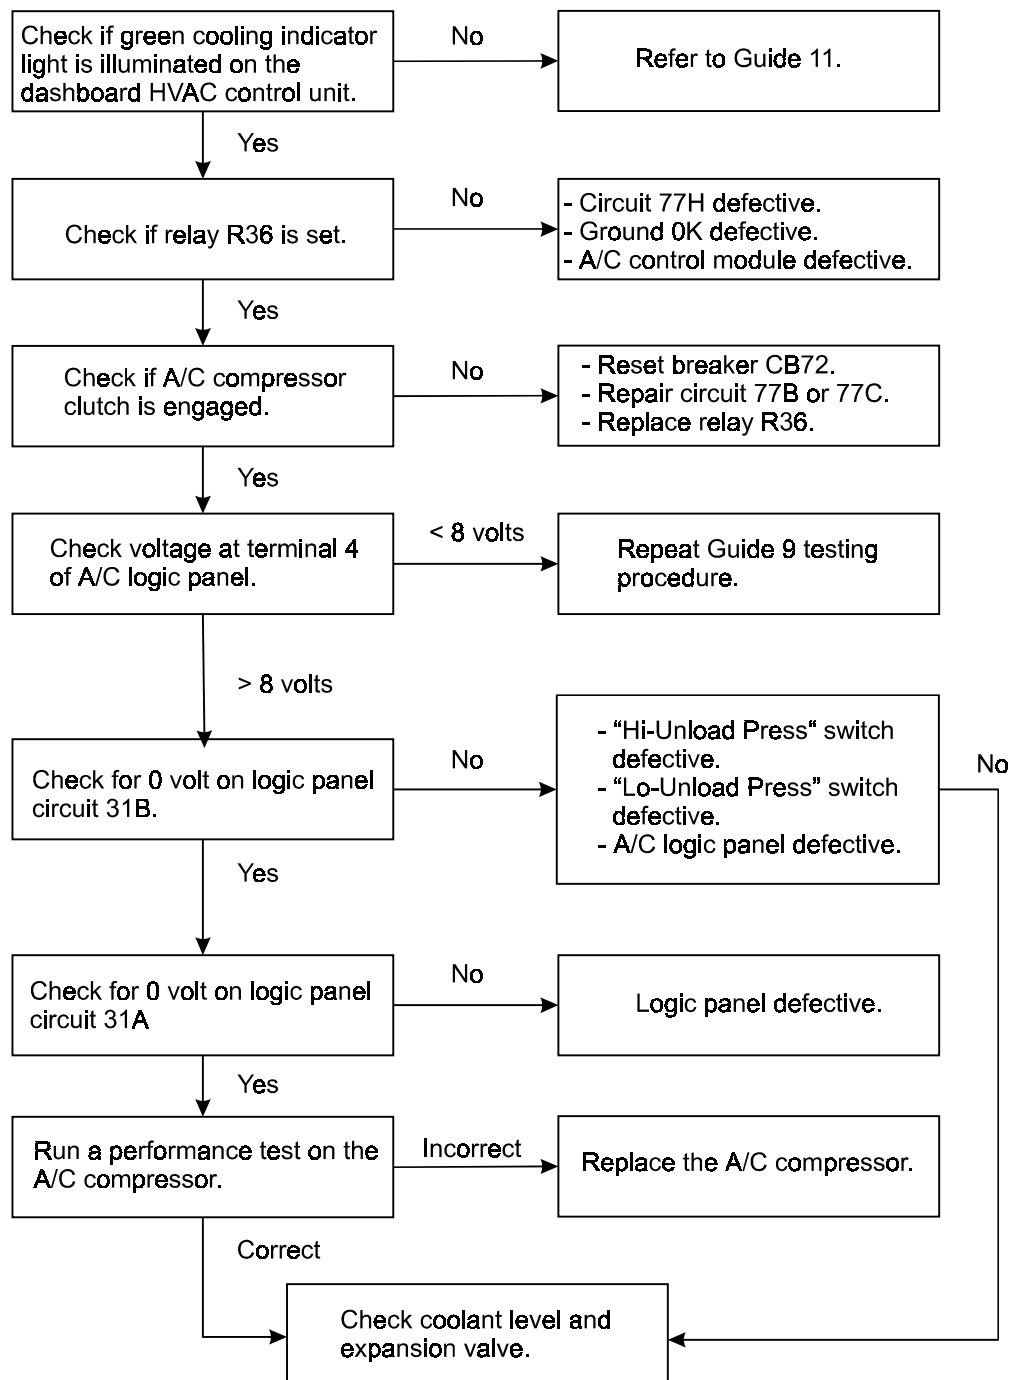 Check if green cooling indicator
light is illuminated on the
dashboard HVAC control unit.
No
Refer to Guide 11.
Yes
Check if relay R36 is set.
No
- Circuit 77H defective.
- Ground 0K defective.
- A/C control module defective.
Yes
Check if A/C compressor
clutch is engaged.
No
- Reset breaker CB72.
- Repair circuit 77B or 77C.
- Replace relay R36.
Yes
Check voltage at terminal 4
of A/C logic panel.
< 8 volts
Repeat Guide 9 testing
procedure.
> 8 volts
Check for 0 volt on logic panel
circuit 31B.
No
- “Hi-Unload Press“ switch
defective.
- “Lo-Unload Press” switch
defective.
- A/C logic panel defective.
No
Yes
Check for 0 volt on logic panel
circuit 31A
No
Logic panel defective.
Yes
Run a performance test on the
A/C compressor.
Incorrect
Replace the A/C compressor.
Correct
Check coolant level and
expansion valve.